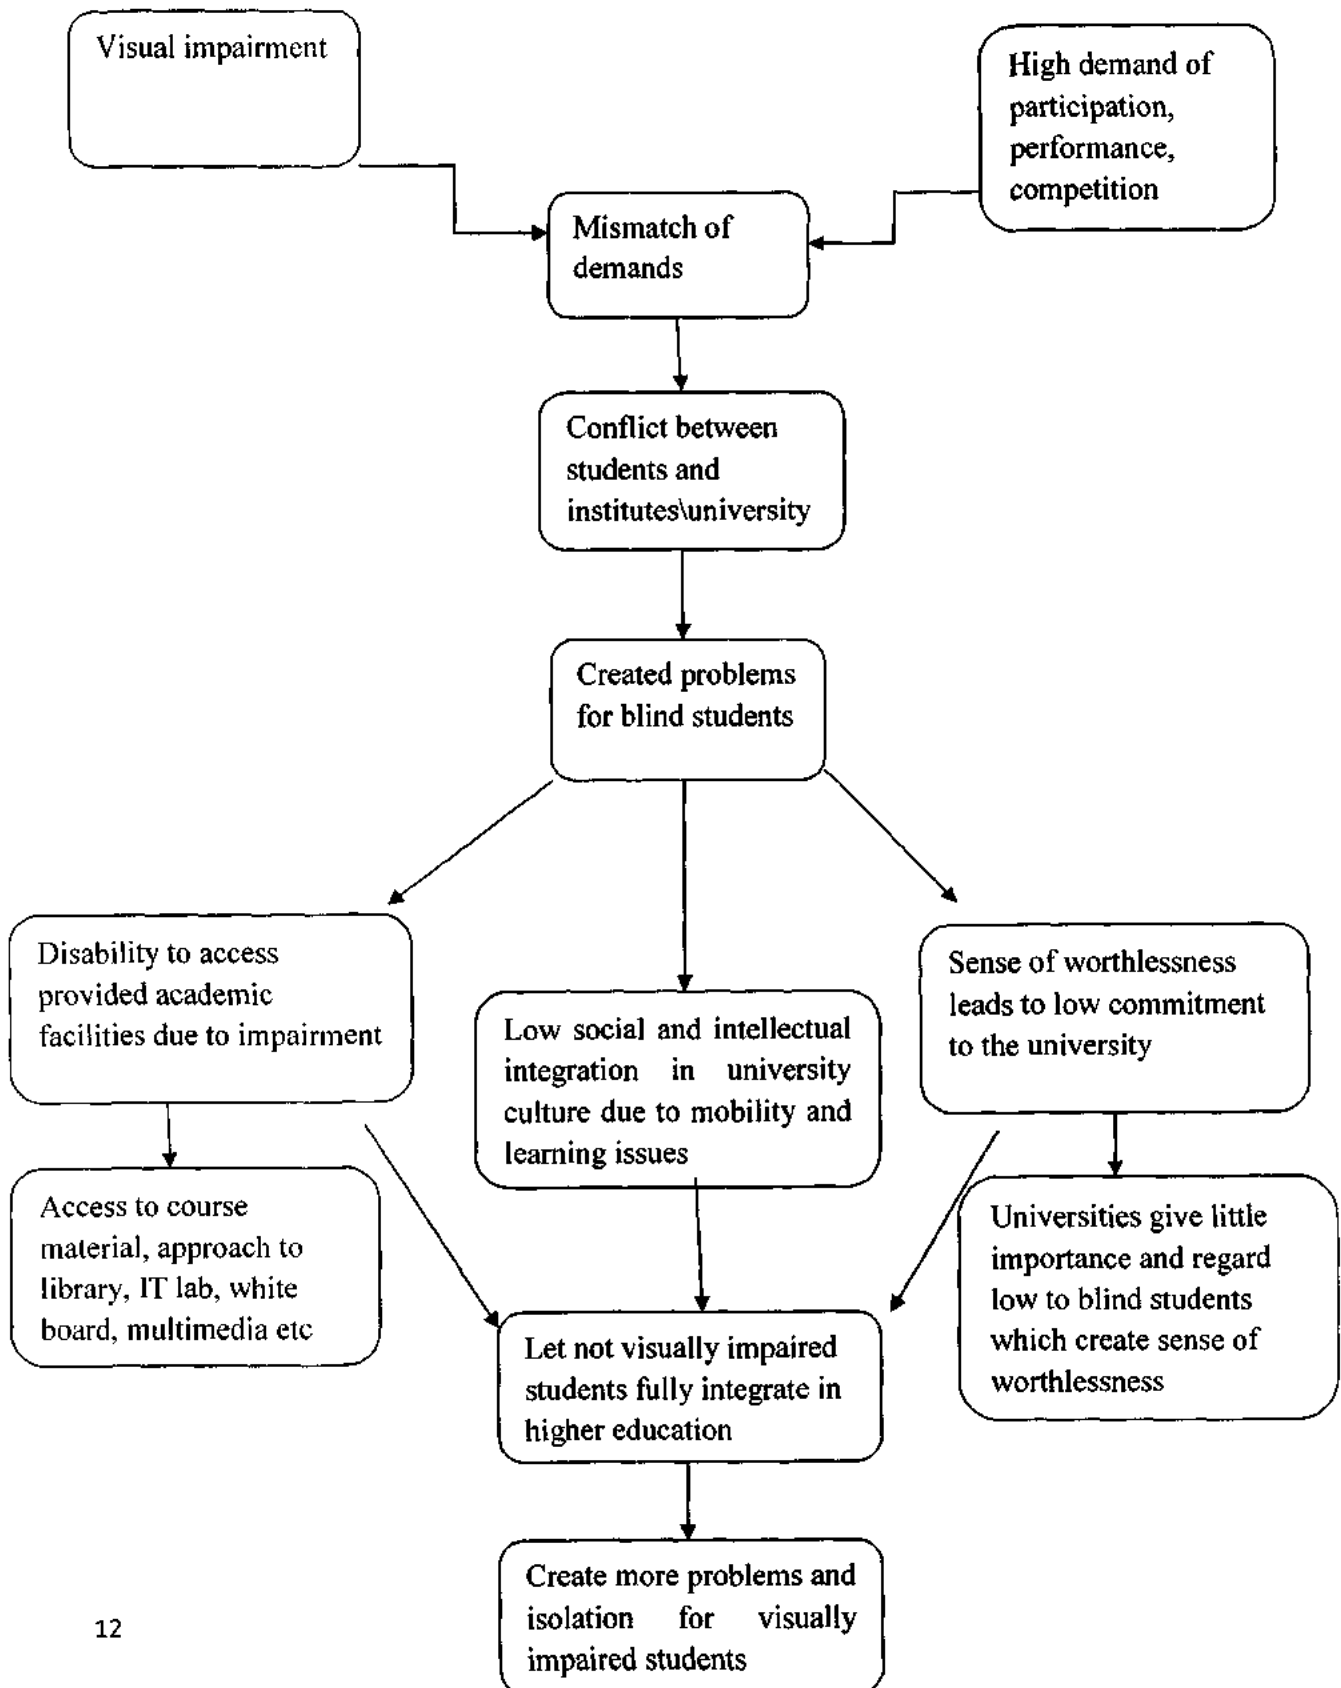 Visual impairment
High demand of
participation,
performance,
competition
Mismatch of
demands
Conflict between
students and
institutes\university
Created problems
for blind students
Disability to access
provided academic
facilities due to impairment
Low social and intellectual
integration in university
culture due to mobility and
learning issues
Sense of worthlessness
leads to low commitment
to the university
Access to course
material, approach to
library, IT lab, white
board, multimedia etc
Universities give little
importance and regard
low to blind students
which create sense of
worthlessness
Let not visually impaired
students fully integrate in
higher education
Create more problems and
isolation for visually
impaired students
12